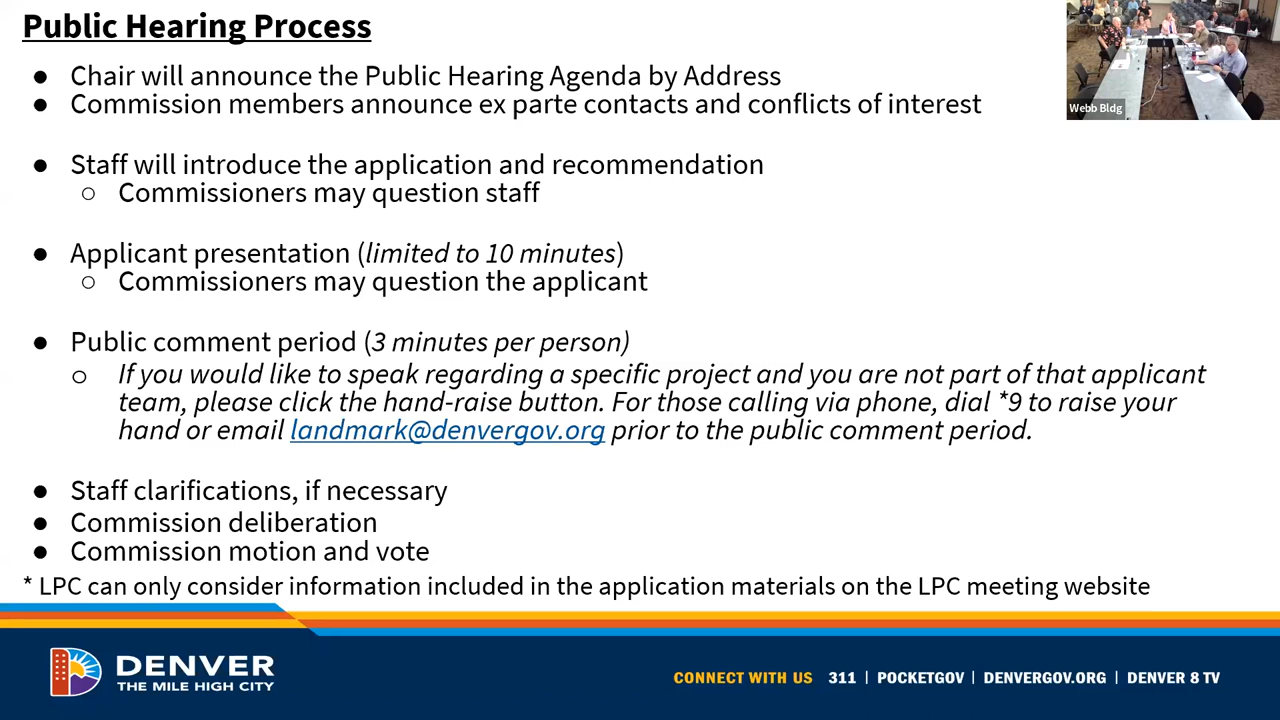 Public Hearing Process
Webb Bldg
● Chair will announce the Public Hearing Agenda by Address
● Commission members announce ex parte contacts and conflicts of interest
● Staff will introduce the application and recommendation
○ Commissioners may question staff
● Applicant presentation (limited to 10 minutes)
○ Commissioners may question the applicant
● Public comment period (3 minutes per person)
○ If you would like to speak regarding a specific project and you are not part of that applicant
team, please click the hand-raise button. For those calling via phone, dial *9 to raise your
hand or email landmark@denvergov.org prior to the public comment period.
● Staff clarifications, if necessary
● Commission deliberation
● Commission motion and vote
* LPC can only consider information included in the application materials on the LPC meeting website
DENVER
THE MILE HIGH CITY
CONNECT WITH US 311 | POCKETGOV | DENVERGOV.ORG | DENVER 8 TV